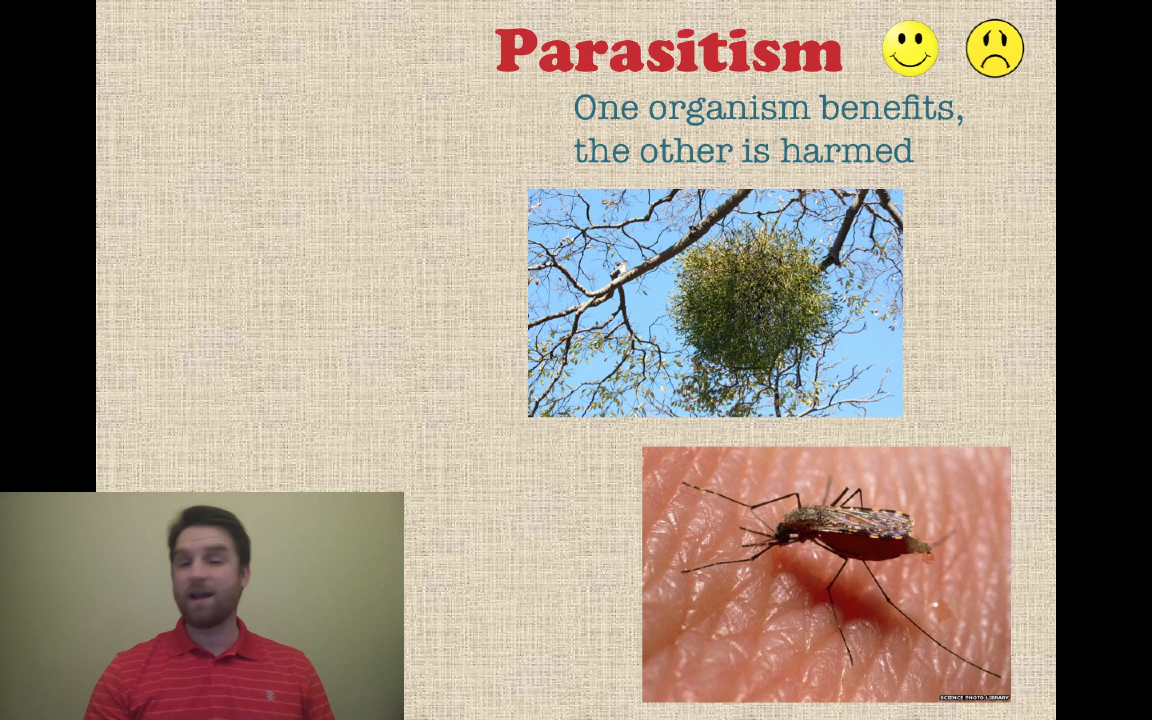 Parasitism
One organism benefits,
the other is harmed
SCIENCE PHOTO LIBRARY